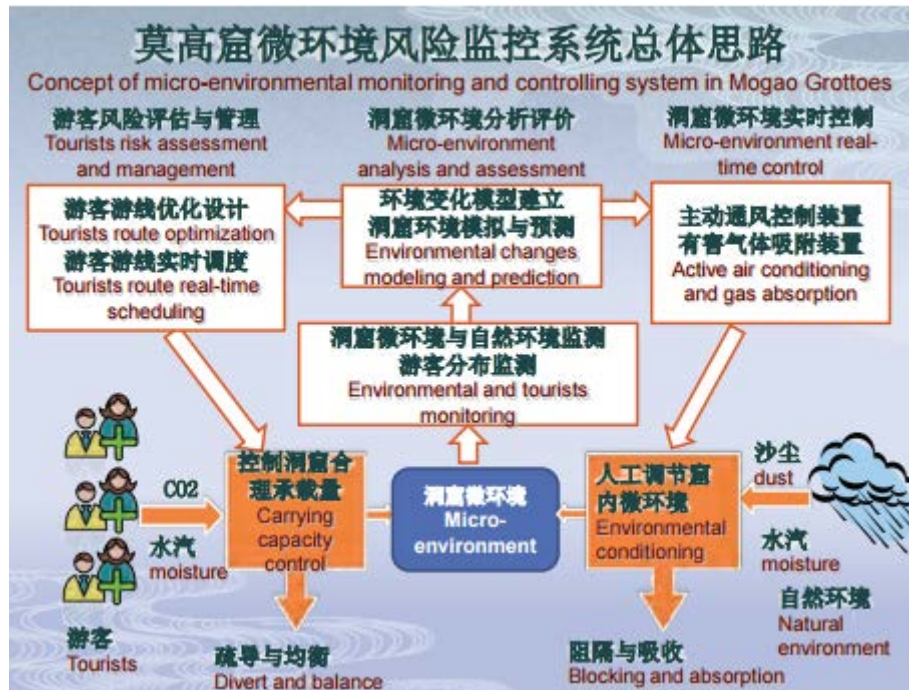 莫高窟微环境风险监控系统总体思路
Concept of micro-environmental monitoring and controlling system in Mogao Grottoes
游客风险评估与管理
Tourists risk assessment
and management
洞窟微环境分析评价
Micro-environment
analysis and assessment
洞窟微环境实时控制
Micro-environment real-
time control
游客游线优化设计
Tourists route optimization
游客游线实时调度
Tourists route real-time
scheduling
环境变化模型建立
洞窟环境模拟与预测
Environmental changes
modeling and prediction
主动通风控制装置
有害气体吸附装置
Active air conditioning
and gas absorption
洞窟微环境与自然环境监测
游客分布监测
Environmental and tourists
monitoring
CO2
水汽
moisture
游客
Tourists
控制洞窟合
理承载量
Carrying
capacity
control
疏导与均衡
Divert and balance
洞窟微环境
Micro-
environment
人工调节窟
内微环境
Environmental
conditioning
阻隔与吸收
Blocking and absorption
沙尘
dust
水汽
moisture
自然环境
Natural
environment